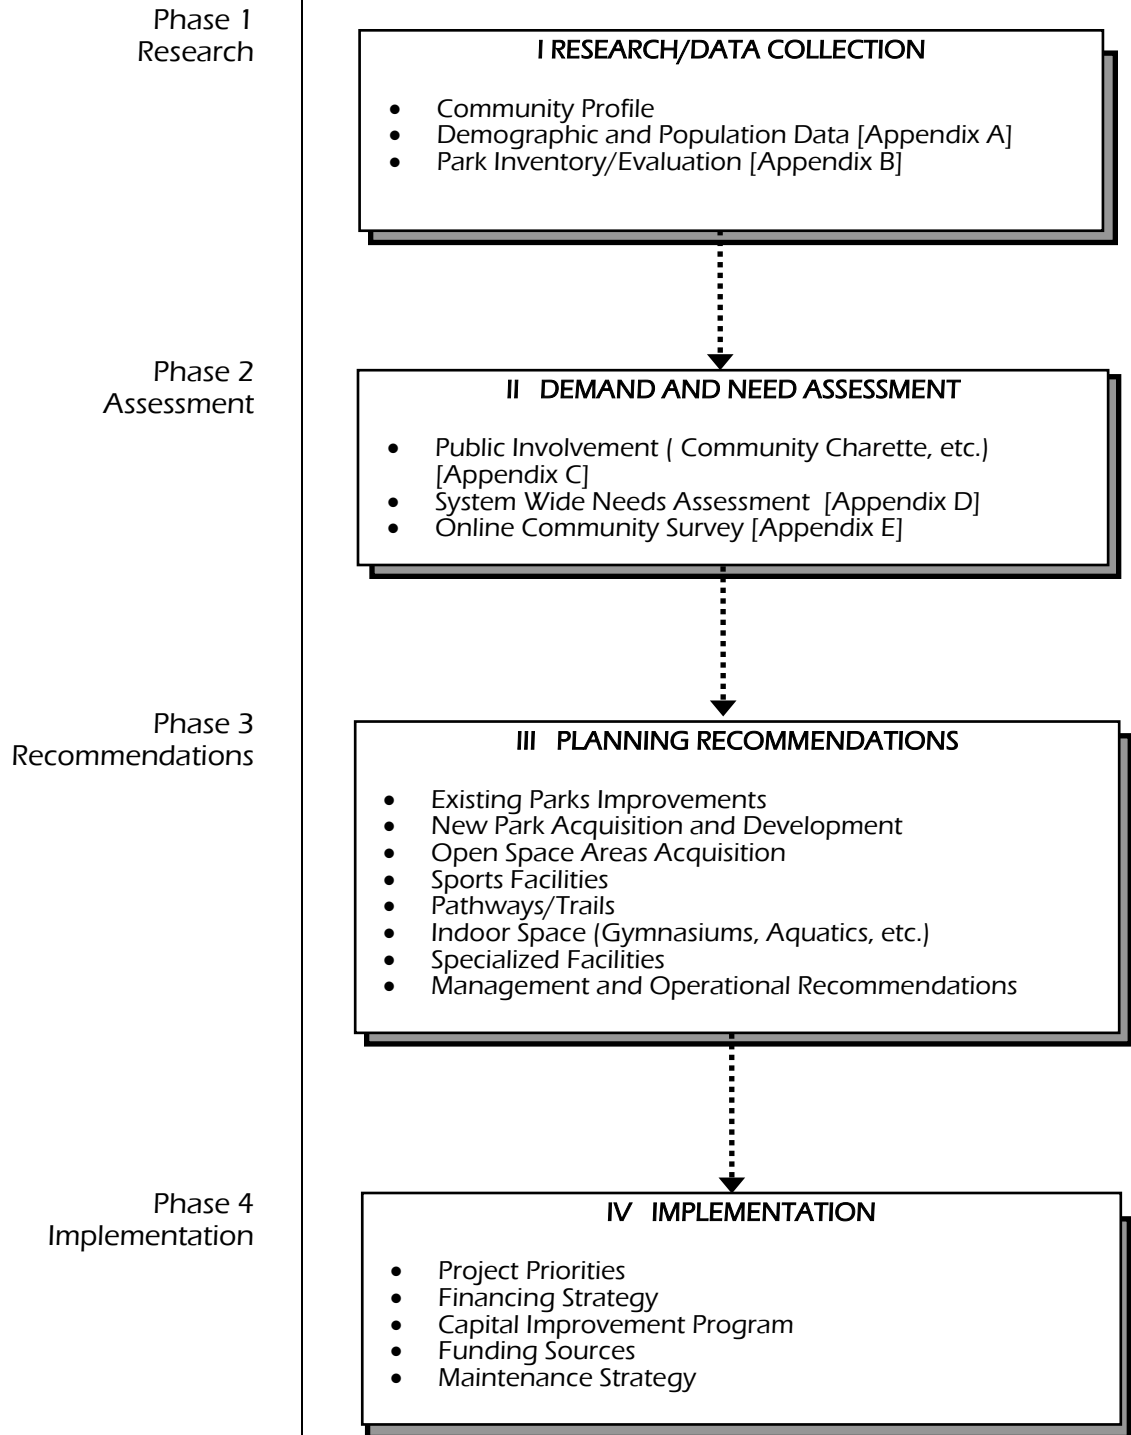 Phase 1
Research
I RESEARCH/DATA COLLECTION
• Community Profile
• Demographic and Population Data [Appendix A]
• Park Inventory/Evaluation [Appendix B]
Phase 2
Assessment
II DEMAND AND NEED ASSESSMENT
• Public Involvement ( Community Charette, etc.)
[Appendix C]
• System Wide Needs Assessment [Appendix D]
• Online Community Survey [Appendix E]
Phase 3
Recommendations
III PLANNING RECOMMENDATIONS
• Existing Parks Improvements
• New Park Acquisition and Development
• Open Space Areas Acquisition
• Sports Facilities
• Pathways/Trails
• Indoor Space (Gymnasiums, Aquatics, etc.)
• Specialized Facilities
• Management and Operational Recommendations
Phase 4
Implementation
IV IMPLEMENTATION
• Project Priorities
• Financing Strategy
• Capital Improvement Program
• Funding Sources
• Maintenance Strategy